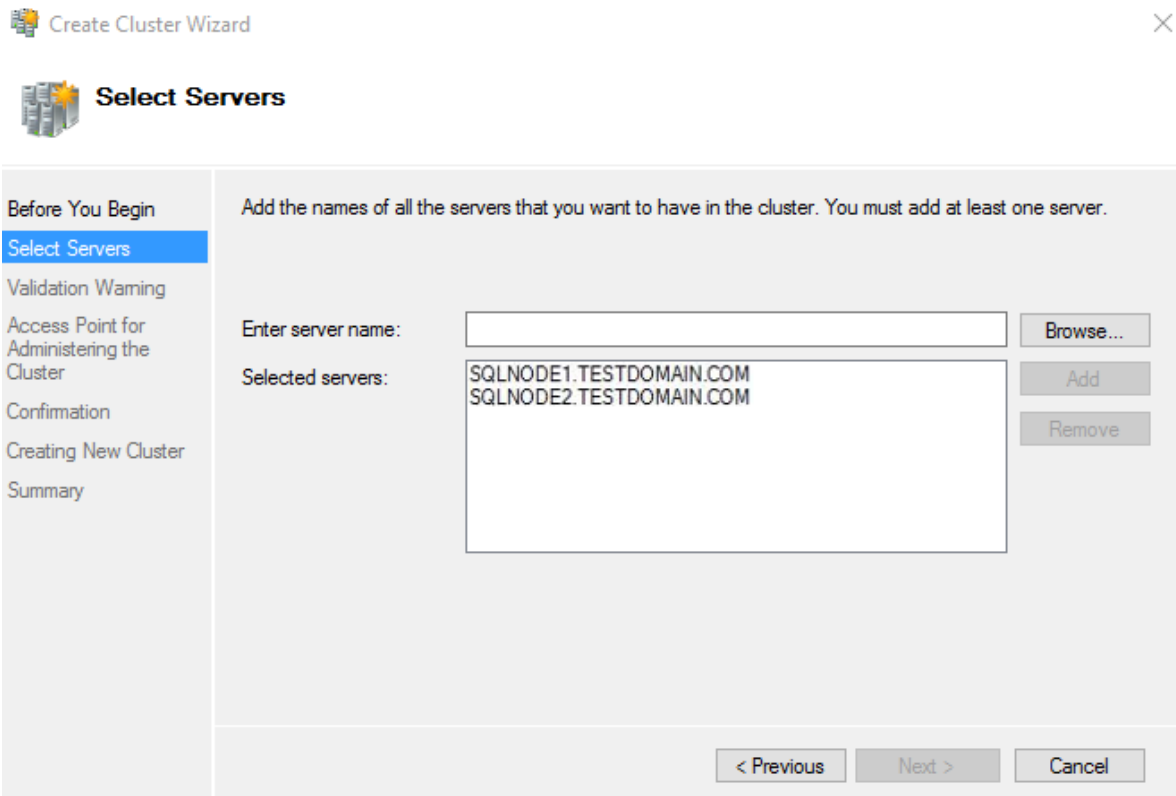 Create Cluster Wizard
Select Servers
Before You Begin
Select Servers
Validation Warning
Access Point for
Administering the
Cluster
Confirmation
Creating New Cluster
Summary
Add the names of all the servers that you want to have in the cluster. You must add at least one server.
Enter server name:
Browse...
Selected servers:
SQLNODE1.TESTDOMAIN.COM
SQLNODE2.TESTDOMAIN.COM
Add
Remove
< Previous
Next >
Cancel